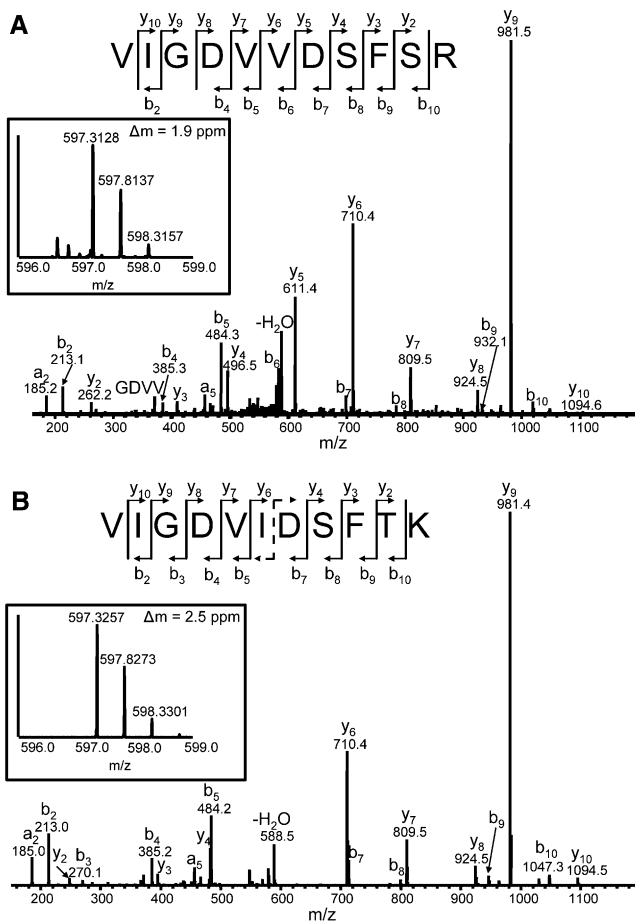 A
y10 y9 y8 y7 y6 y5 y4 y3 y2
VIGDVVDSFSR
b2 b4 b5 b6 b7 b8 b9 b10
y9
981.5
Δm = 1.9 ppm
597.3128
597.8137
598.3157
596.0 597.0 598.0 599.0
m/z
y6
710.4
y5
611.4
-H2O
b5
484.3
y4
496.5
b6
b2
213.1
a2
185.2
y2
262.2
GDVV
b4
385.3
y3
a5
b7
y7
809.5
b8
y8
924.5
b9
932.1
b10
y10
1094.6
200 300 400 500 600 700 800 900 1000 1100
m/z
B
y10 y9 y8 y7 y6 y4 y3 y2
VIGDVIDSFTK
b2 b3 b4 b5 b7 b8 b9 b10
y9
981.4
Δm = 2.5 ppm
597.3257
597.8273
598.3301
596.0 597.0 598.0 599.0
m/z
y6
710.4
b5
484.2
-H2O
588.5
b2
213.0
a2
185.0
y2
b3
270.1
b4
385.2
y3
y4
a5
b7
y7
809.5
b8
y8
924.5
b9
b10
1047.3
y10
1094.5
200 300 400 500 600 700 800 900 1000 1100
m/z